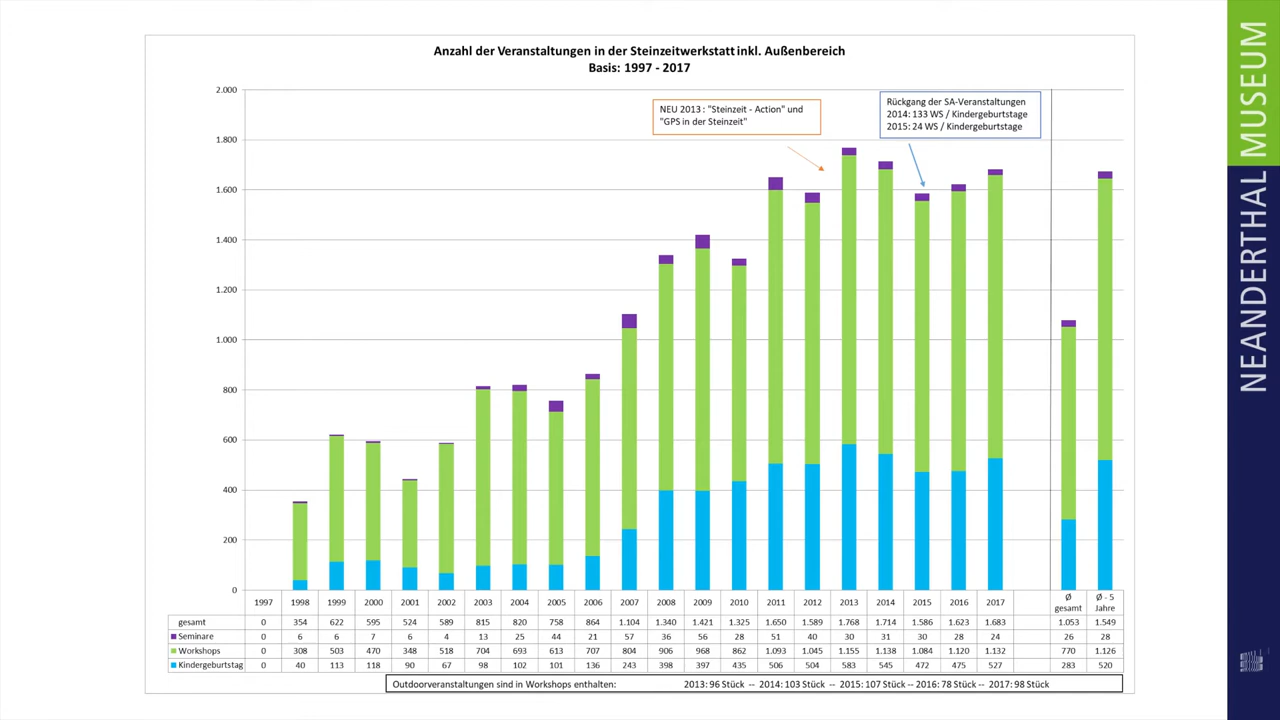 Anzahl der Veranstaltungen in der Steinzeitwerkstatt inkl. Außenbereich
Basis: 1997 - 2017
NEU 2013 : "Steinzeit - Action" und
"GPS in der Steinzeit"
Rückgang der SA-Veranstaltungen
2014: 133 WS / Kindergeburtstage
2015: 24 WS / Kindergeburtstage
2.000
1.800
1.600
1.400
1.200
1.000
800
600
400
200
0
1997 1998 1999 2000 2001 2002 2003 2004 2005 2006 2007 2008 2009 2010 2011 2012 2013 2014 2015 2016 2017 Ø gesamt Ø - 5 Jahre
gesamt 0 354 622 595 524 589 815 820 758 864 1.104 1.340 1.421 1.325 1.650 1.589 1.768 1.714 1.586 1.623 1.683 1.053 1.549
Seminare 0 6 6 7 6 4 13 25 44 21 57 36 56 28 51 40 30 31 30 28 24 26 28
Workshops 0 308 503 470 348 518 704 693 613 707 804 906 968 862 1.093 1.045 1.155 1.138 1.084 1.120 1.132 770 1.126
Kindergeburtstag 0 40 113 118 90 67 98 102 101 136 243 398 397 435 506 504 583 545 472 475 527 283 520
Outdoorveranstaltungen sind in Workshops enthalten: 2013: 96 Stück -- 2014: 103 Stück -- 2015: 107 Stück -- 2016: 78 Stück -- 2017: 98 Stück
NEANDERTHAL MUSEUM